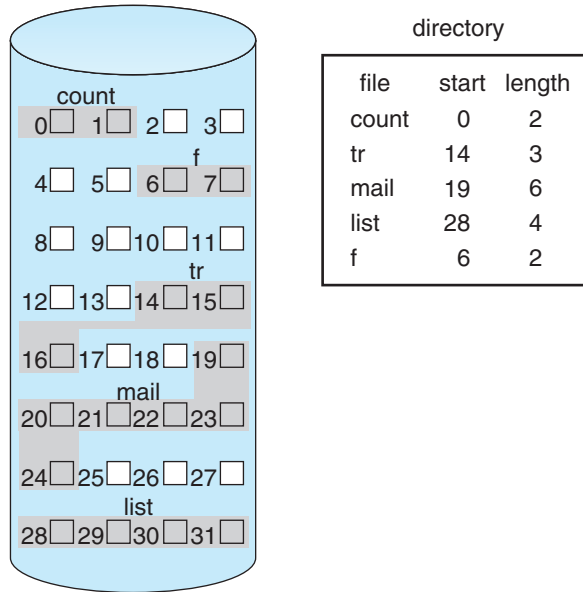 directory
count
0 1 2 3
f
4 5 6 7
8 9 10 11
tr
12 13 14 15
16 17 18 19
mail
20 21 22 23
24 25 26 27
list
28 29 30 31
file start length
count 0 2
tr 14 3
mail 19 6
list 28 4
f 6 2